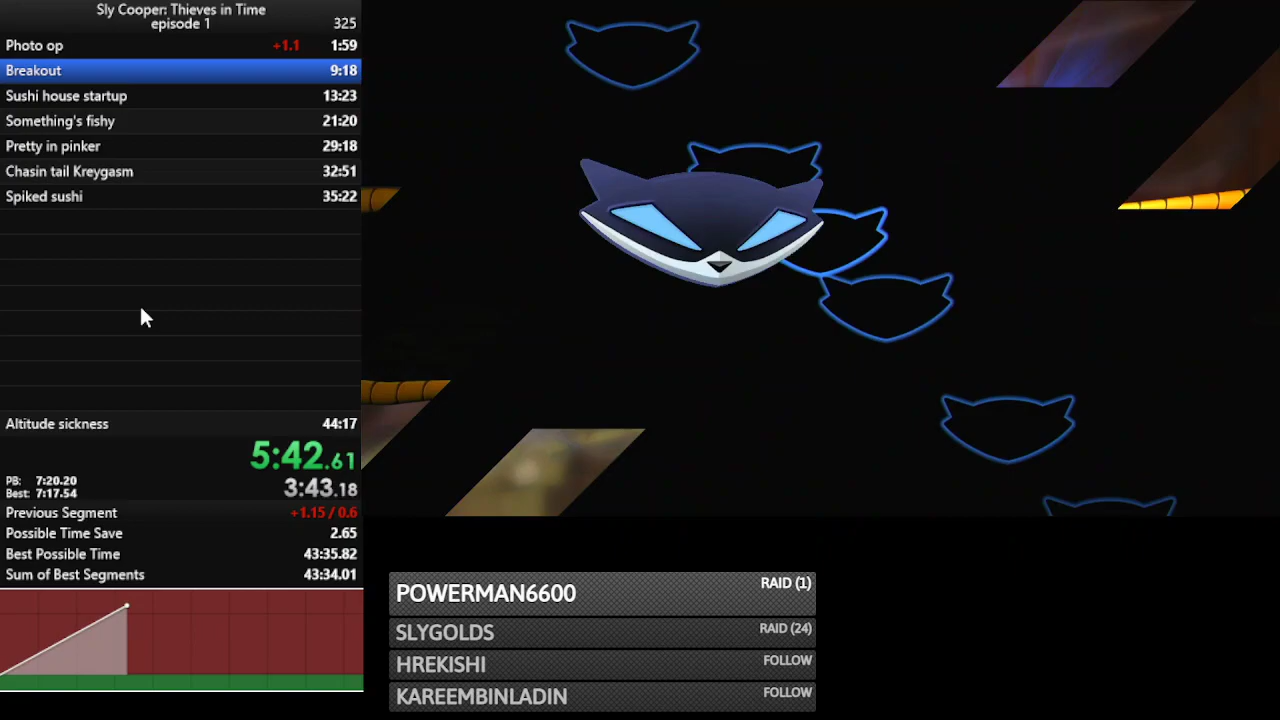 Sly Cooper: Thieves in Time
episode 1 325
Photo op +1.1 1:59
Breakout 9:18
Sushi house startup 13:23
Something's fishy 21:20
Pretty in pinker 29:18
Chasin tail Kreygasm 32:51
Spiked sushi 35:22
Altitude sickness 44:17
5:42.61
PB: 7:20.20
Best: 7:17.54
3:43.18
Previous Segment +1.15 / 0.6
Possible Time Save 2.65
Best Possible Time 43:35.82
Sum of Best Segments 43:34.01
POWERMAN6600 RAID (1)
SLYGOLDS RAID (24)
HREKISHI FOLLOW
KAREEMBINLADIN FOLLOW